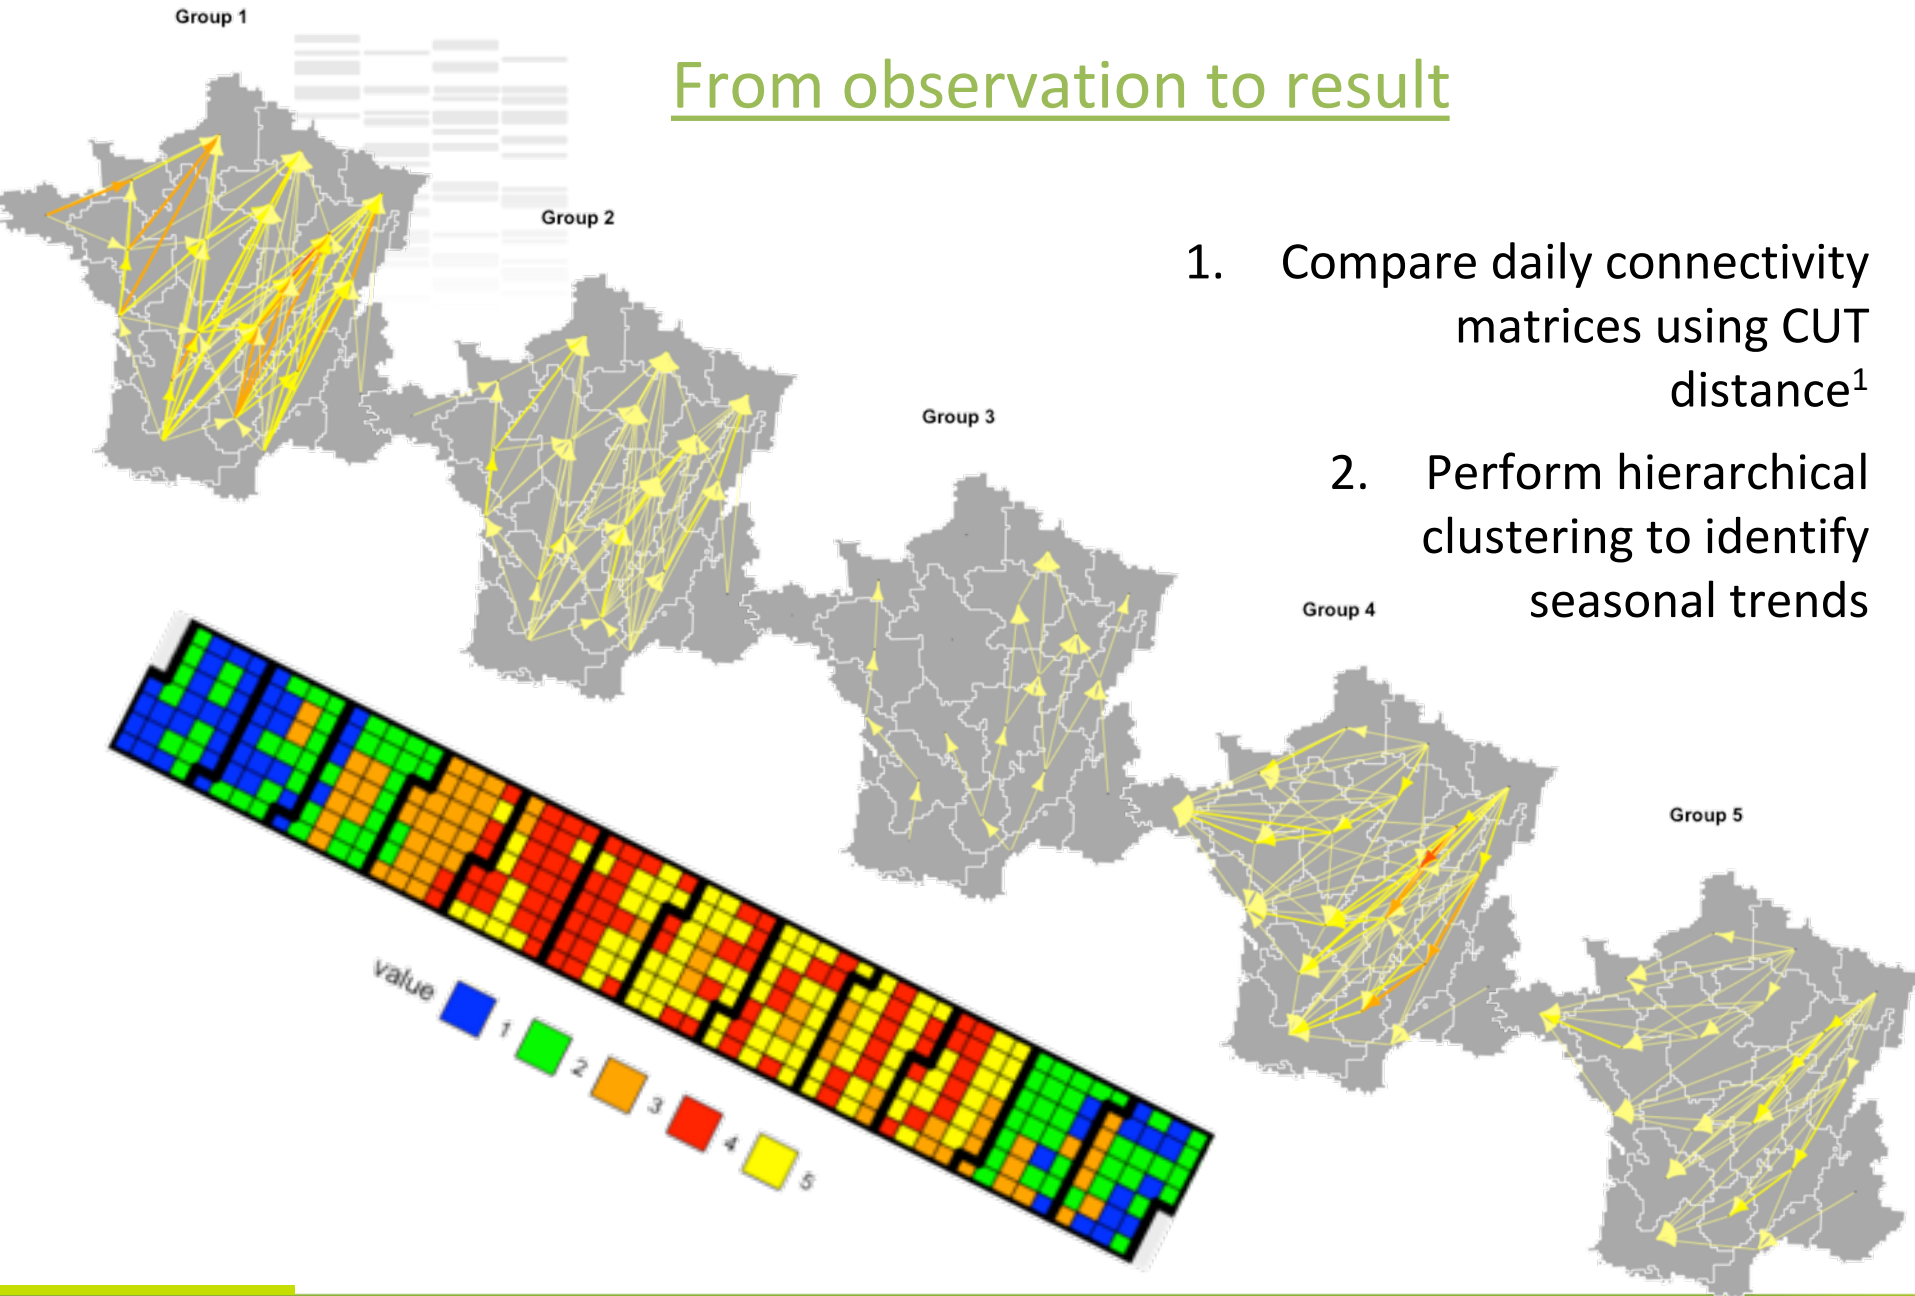 Group 1
From observation to result
Group 2
1. Compare daily connectivity
matrices using CUT
distance¹
2. Perform hierarchical
clustering to identify
seasonal trends
Group 3
Group 4
Group 5
value
1
2
3
4
5